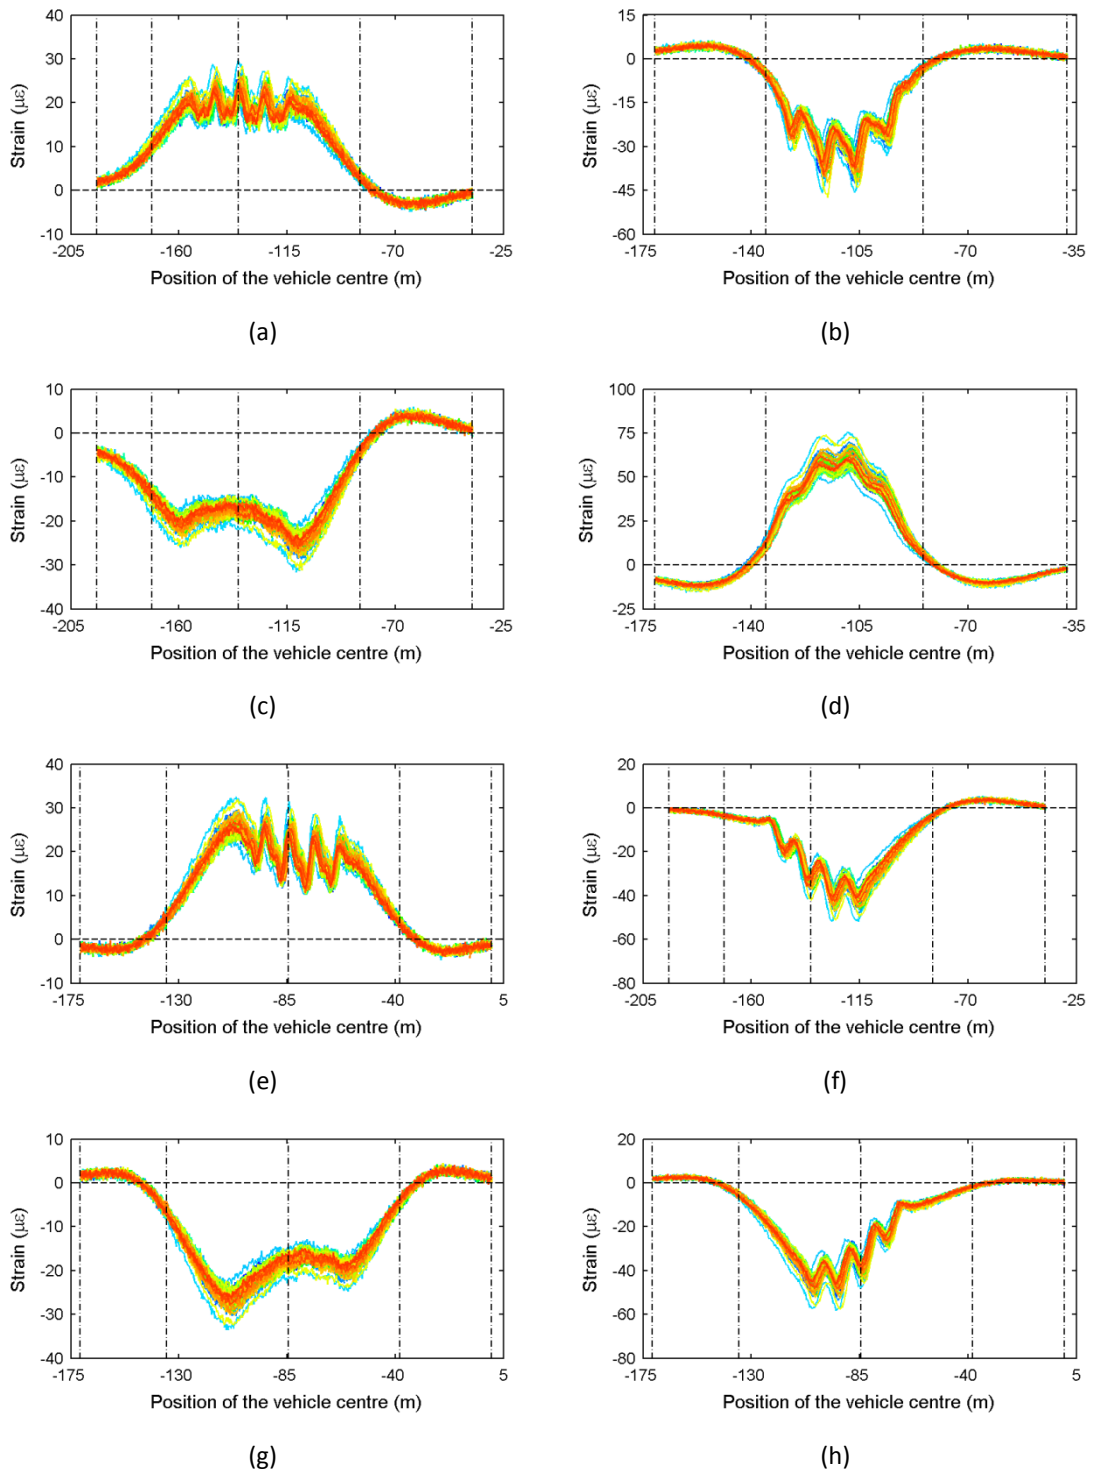 40
30
20
10
0
-10
-205 -160 -115 -70 -25
Strain (με)
Position of the vehicle centre (m)
(a)
15
0
-15
-30
-45
-60
-175 -140 -105 -70 -35
Strain (με)
Position of the vehicle centre (m)
(b)
10
0
-10
-20
-30
-40
-205 -160 -115 -70 -25
Strain (με)
Position of the vehicle centre (m)
(c)
100
75
50
25
0
-25
-175 -140 -105 -70 -35
Strain (με)
Position of the vehicle centre (m)
(d)
40
30
20
10
0
-10
-175 -130 -85 -40 5
Strain (με)
Position of the vehicle centre (m)
(e)
20
0
-20
-40
-60
-80
-205 -160 -115 -70 -25
Strain (με)
Position of the vehicle centre (m)
(f)
10
0
-10
-20
-30
-40
-175 -130 -85 -40 5
Strain (με)
Position of the vehicle centre (m)
(g)
20
0
-20
-40
-60
-80
-175 -130 -85 -40 5
Strain (με)
Position of the vehicle centre (m)
(h)